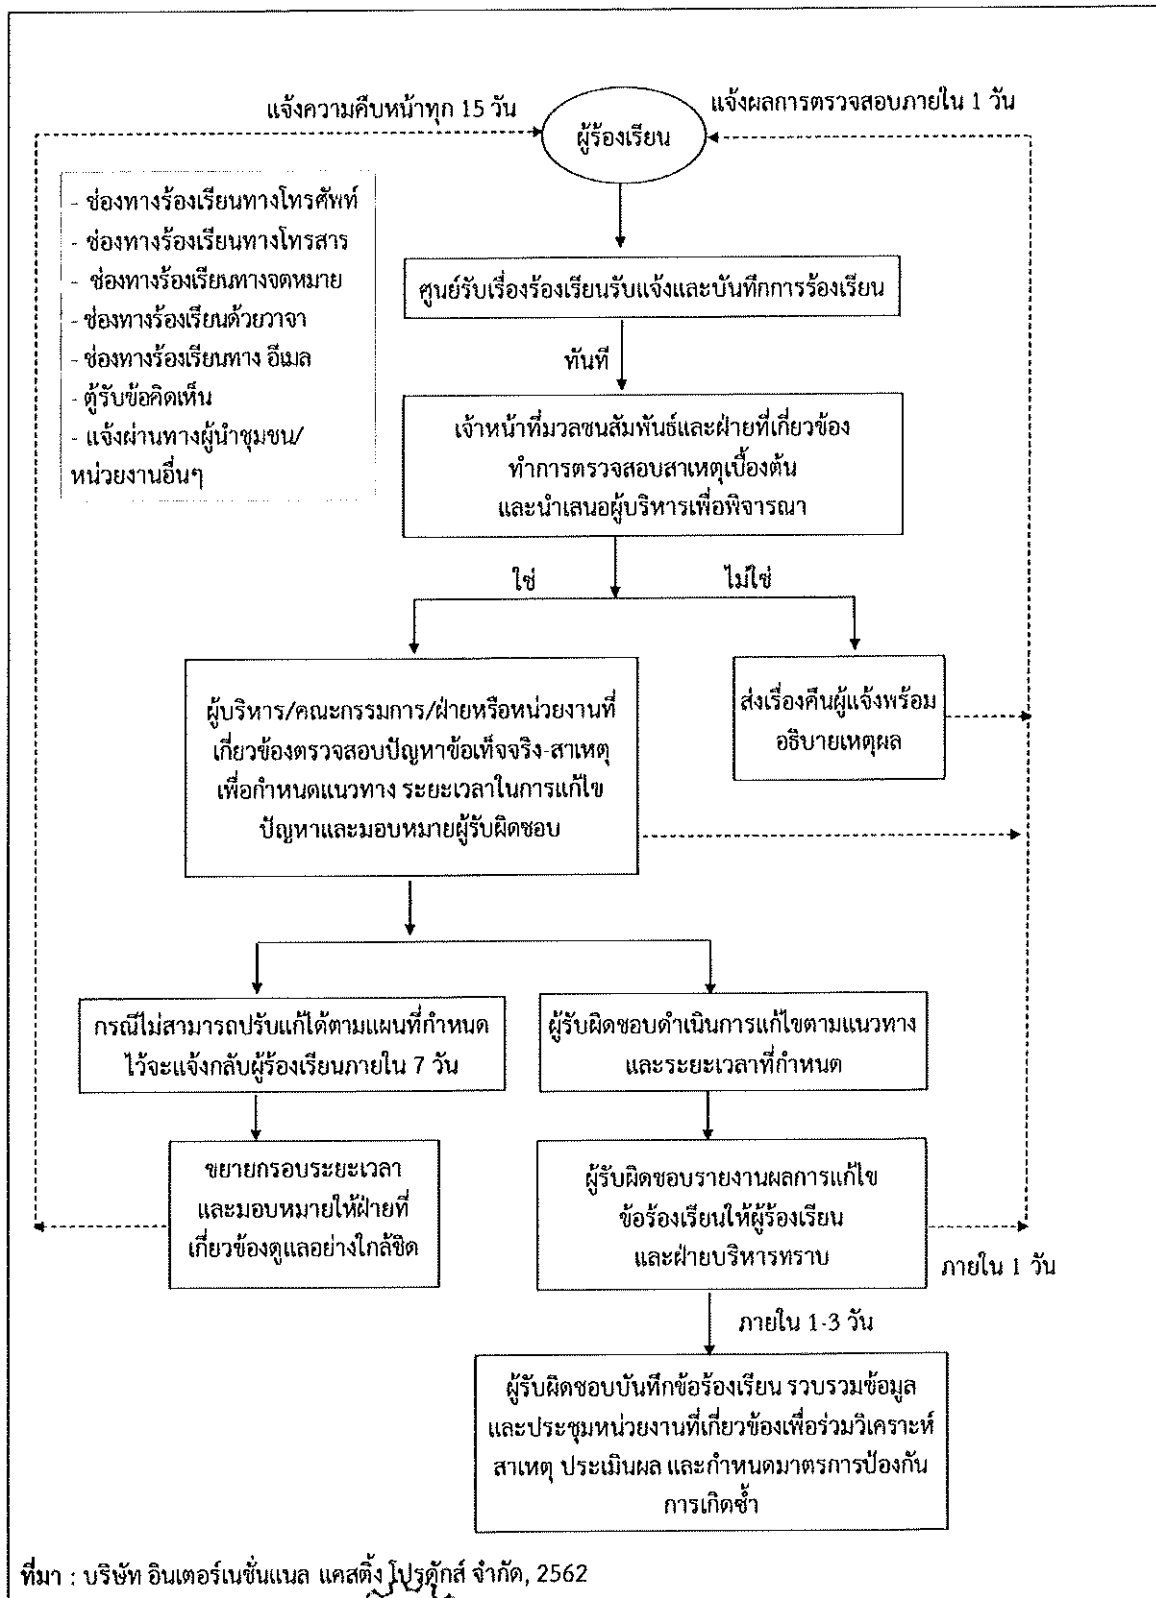 แจ้งความคืบหน้าทุก 15 วัน
แจ้งผลการตรวจสอบภายใน 1 วัน
ผู้ร้องเรียน
- ช่องทางร้องเรียนทางโทรศัพท์
- ช่องทางร้องเรียนทางโทรสาร
- ช่องทางร้องเรียนทางจดหมาย
- ช่องทางร้องเรียนด้วยวาจา
- ช่องทางร้องเรียนทาง อีเมล
- ตู้รับข้อคิดเห็น
- แจ้งผ่านทางผู้นำชุมชน/
หน่วยงานอื่นๆ
ศูนย์รับเรื่องร้องเรียนรับแจ้งและบันทึกการร้องเรียน
ทันที
เจ้าหน้าที่มวลชนสัมพันธ์และฝ่ายที่เกี่ยวข้อง
ทำการตรวจสอบสาเหตุเบื้องต้น
และนำเสนอผู้บริหารเพื่อพิจารณา
ใช่
ไม่ใช่
ผู้บริหาร/คณะกรรมการ/ฝ่ายหรือหน่วยงานที่
เกี่ยวข้องตรวจสอบปัญหาข้อเท็จจริง-สาเหตุ
เพื่อกำหนดแนวทาง ระยะเวลาในการแก้ไข
ปัญหาและมอบหมายผู้รับผิดชอบ
ส่งเรื่องคืนผู้แจ้งพร้อม
อธิบายเหตุผล
กรณีไม่สามารถปรับแก้ได้ตามแผนที่กำหนด
ไว้จะแจ้งกลับผู้ร้องเรียนภายใน 7 วัน
ผู้รับผิดชอบดำเนินการแก้ไขตามแนวทาง
และระยะเวลาที่กำหนด
ขยายกรอบระยะเวลา
และมอบหมายให้ฝ่ายที่
เกี่ยวข้องดูแลอย่างใกล้ชิด
ผู้รับผิดชอบรายงานผลการแก้ไข
ข้อร้องเรียนให้ผู้ร้องเรียน
และฝ่ายบริหารทราบ
ภายใน 1 วัน
ภายใน 1-3 วัน
ผู้รับผิดชอบบันทึกข้อร้องเรียน รวบรวมข้อมูล
และประชุมหน่วยงานที่เกี่ยวข้องเพื่อร่วมวิเคราะห์
สาเหตุ ประเมินผล และกำหนดมาตรการป้องกัน
การเกิดซ้ำ
ที่มา : บริษัท อินเตอร์เนชั่นแนล แคสติ้ง โปรดักส์ จำกัด, 2562